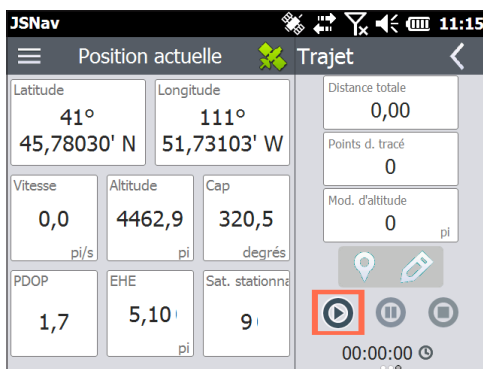 JSNav 11:15
Position actuelle Trajet
Latitude Longitude
41° 111°
45,78030' N 51,73103' W
Vitesse Altitude Cap
0,0 4462,9 320,5
pi/s pi degrés
PDOP EHE Sat. stationna
1,7 5,10 9
pi
Distance totale
0,00
Points d. tracé
0
Mod. d'altitude
0
pi
00:00:00